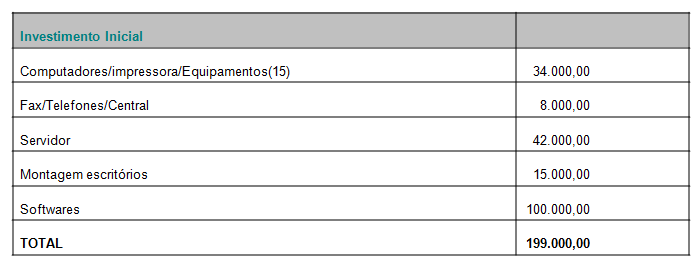 Investimento Inicial
Computadores/impressora/Equipamentos(15) 34.000,00
Fax/Telefones/Central 8.000,00
Servidor 42.000,00
Montagem escritórios 15.000,00
Softwares 100.000,00
TOTAL 199.000,00